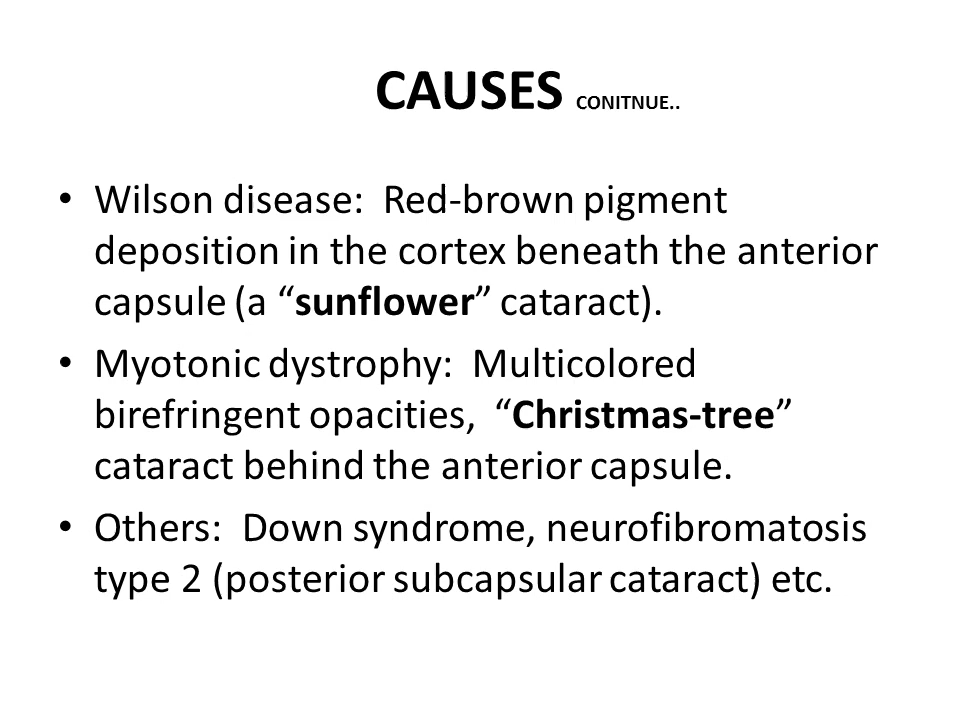 CAUSES CONITNUE..
• Wilson disease:  Red-brown pigment
deposition in the cortex beneath the anterior
capsule (a “sunflower” cataract).
• Myotonic dystrophy:  Multicolored
birefringent opacities,  “Christmas-tree”
cataract behind the anterior capsule.
• Others:  Down syndrome, neurofibromatosis
type 2 (posterior subcapsular cataract) etc.